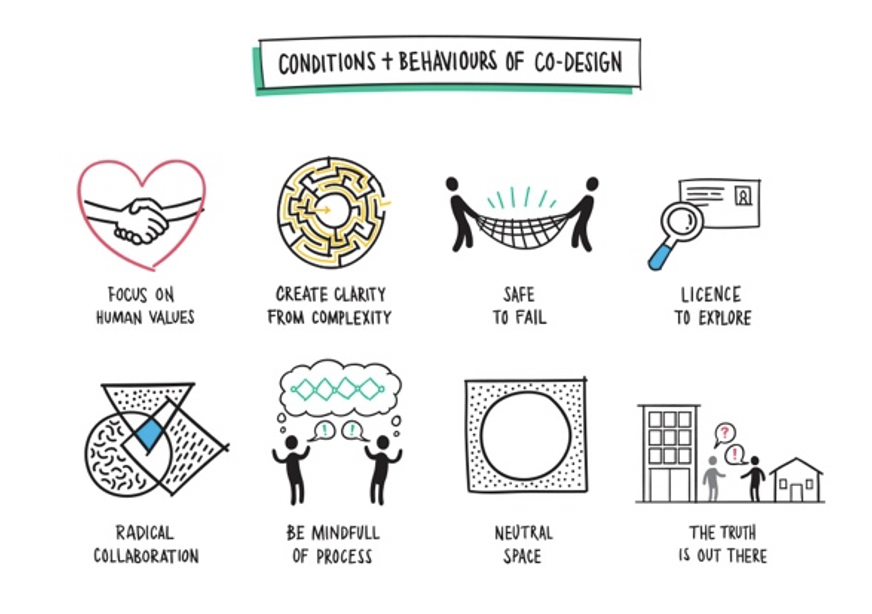 CONDITIONS + BEHAVIOURS OF CO-DESIGN
FOCUS ON
HUMAN VALUES
CREATE CLARITY
FROM COMPLEXITY
SAFE
TO FAIL
LICENCE
TO EXPLORE
! !
RADICAL
COLLABORATION
BE MINDFULL
OF PROCESS
NEUTRAL
SPACE
?
!
THE TRUTH
IS OUT THERE